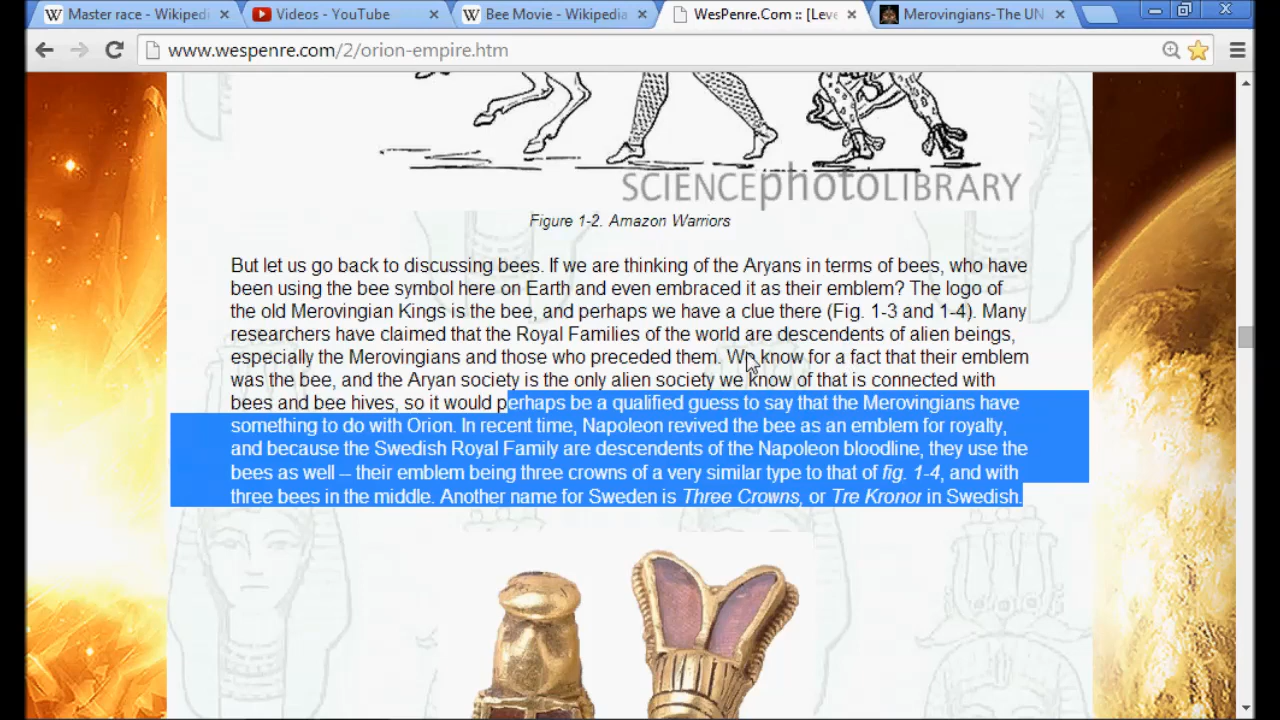 Master race - Wikipedi
Videos - YouTube
Bee Movie - Wikipedia
WesPenre.Com :: [Leve
Merovingians-The UN
www.wespenre.com/2/orion-empire.htm
SCIENCEphotoLIBRARY
Figure 1-2. Amazon Warriors
But let us go back to discussing bees. If we are thinking of the Aryans in terms of bees, who have
been using the bee symbol here on Earth and even embraced it as their emblem? The logo of
the old Merovingian Kings is the bee, and perhaps we have a clue there (Fig. 1-3 and 1-4). Many
researchers have claimed that the Royal Families of the world are descendents of alien beings,
especially the Merovingians and those who preceded them. We know for a fact that their emblem
was the bee, and the Aryan society is the only alien society we know of that is connected with
bees and bee hives, so it would perhaps be a qualified guess to say that the Merovingians have
something to do with Orion. In recent time, Napoleon revived the bee as an emblem for royalty,
and because the Swedish Royal Family are descendents of the Napoleon bloodline, they use the
bees as well – their emblem being three crowns of a very similar type to that of fig. 1-4, and with
three bees in the middle. Another name for Sweden is Three Crowns, or Tre Kronor in Swedish.